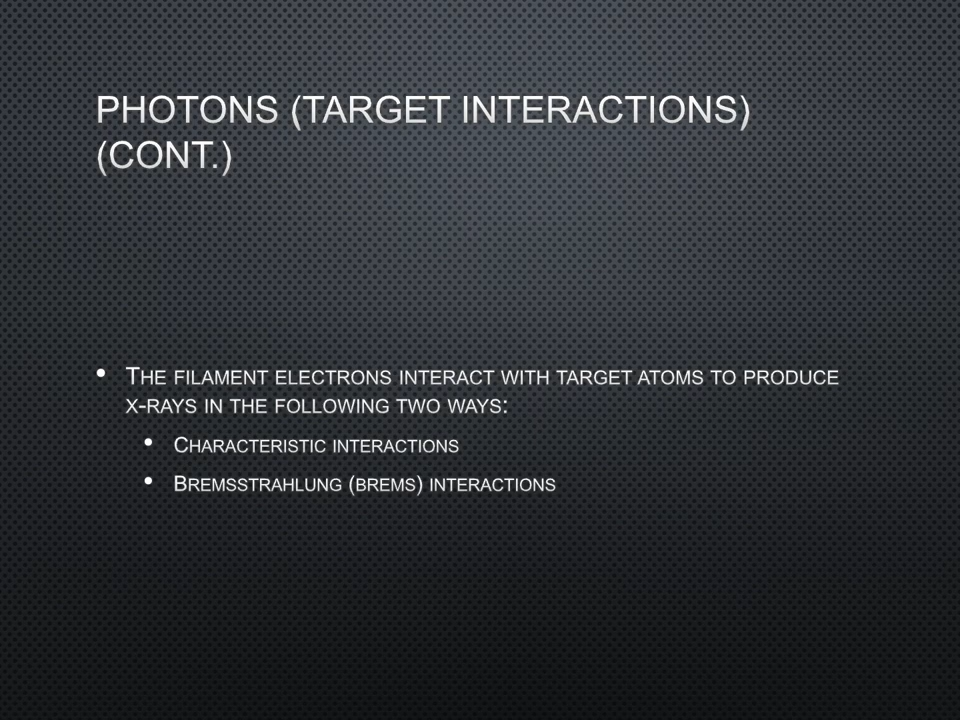 PHOTONS (TARGET INTERACTIONS)
(CONT.)
• THE FILAMENT ELECTRONS INTERACT WITH TARGET ATOMS TO PRODUCE
X-RAYS IN THE FOLLOWING TWO WAYS:
• CHARACTERISTIC INTERACTIONS
• BREMSSTRAHLUNG (BREMS) INTERACTIONS